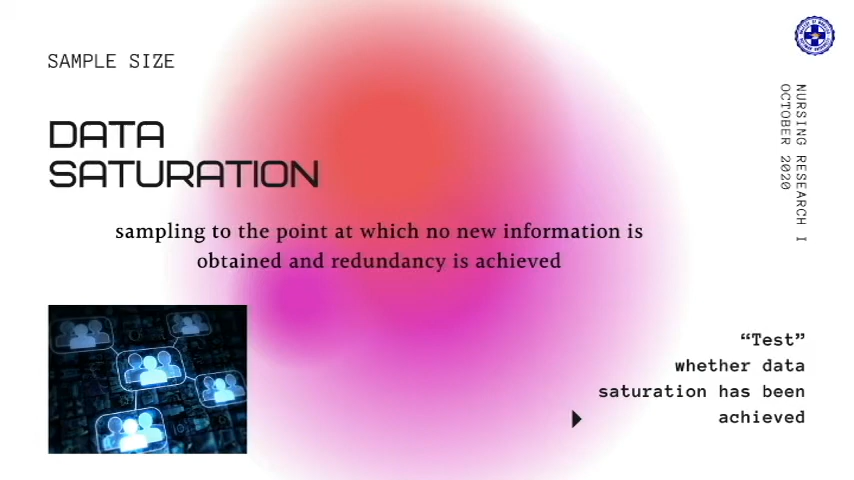 SAMPLE SIZE
DATA
SATURATION
sampling to the point at which no new information is
obtained and redundancy is achieved
“Test”
whether data
saturation has been
achieved
NURSING RESEARCH I
OCTOBER 2020